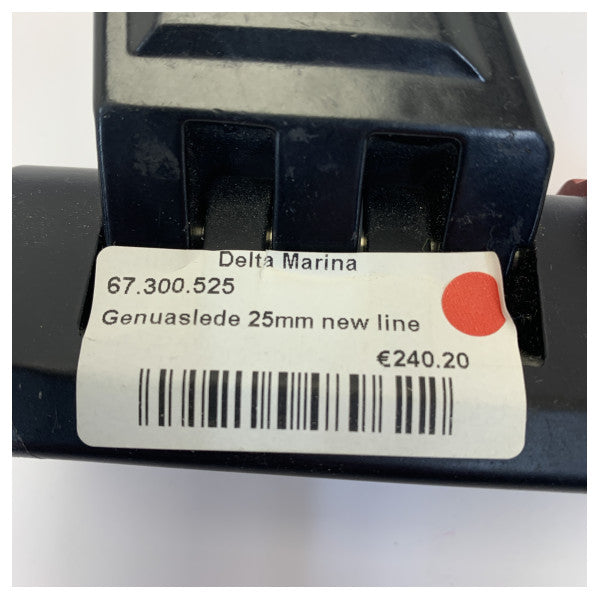 Delta Marina
67.300.525
Genuaslede 25mm new line
€240.20